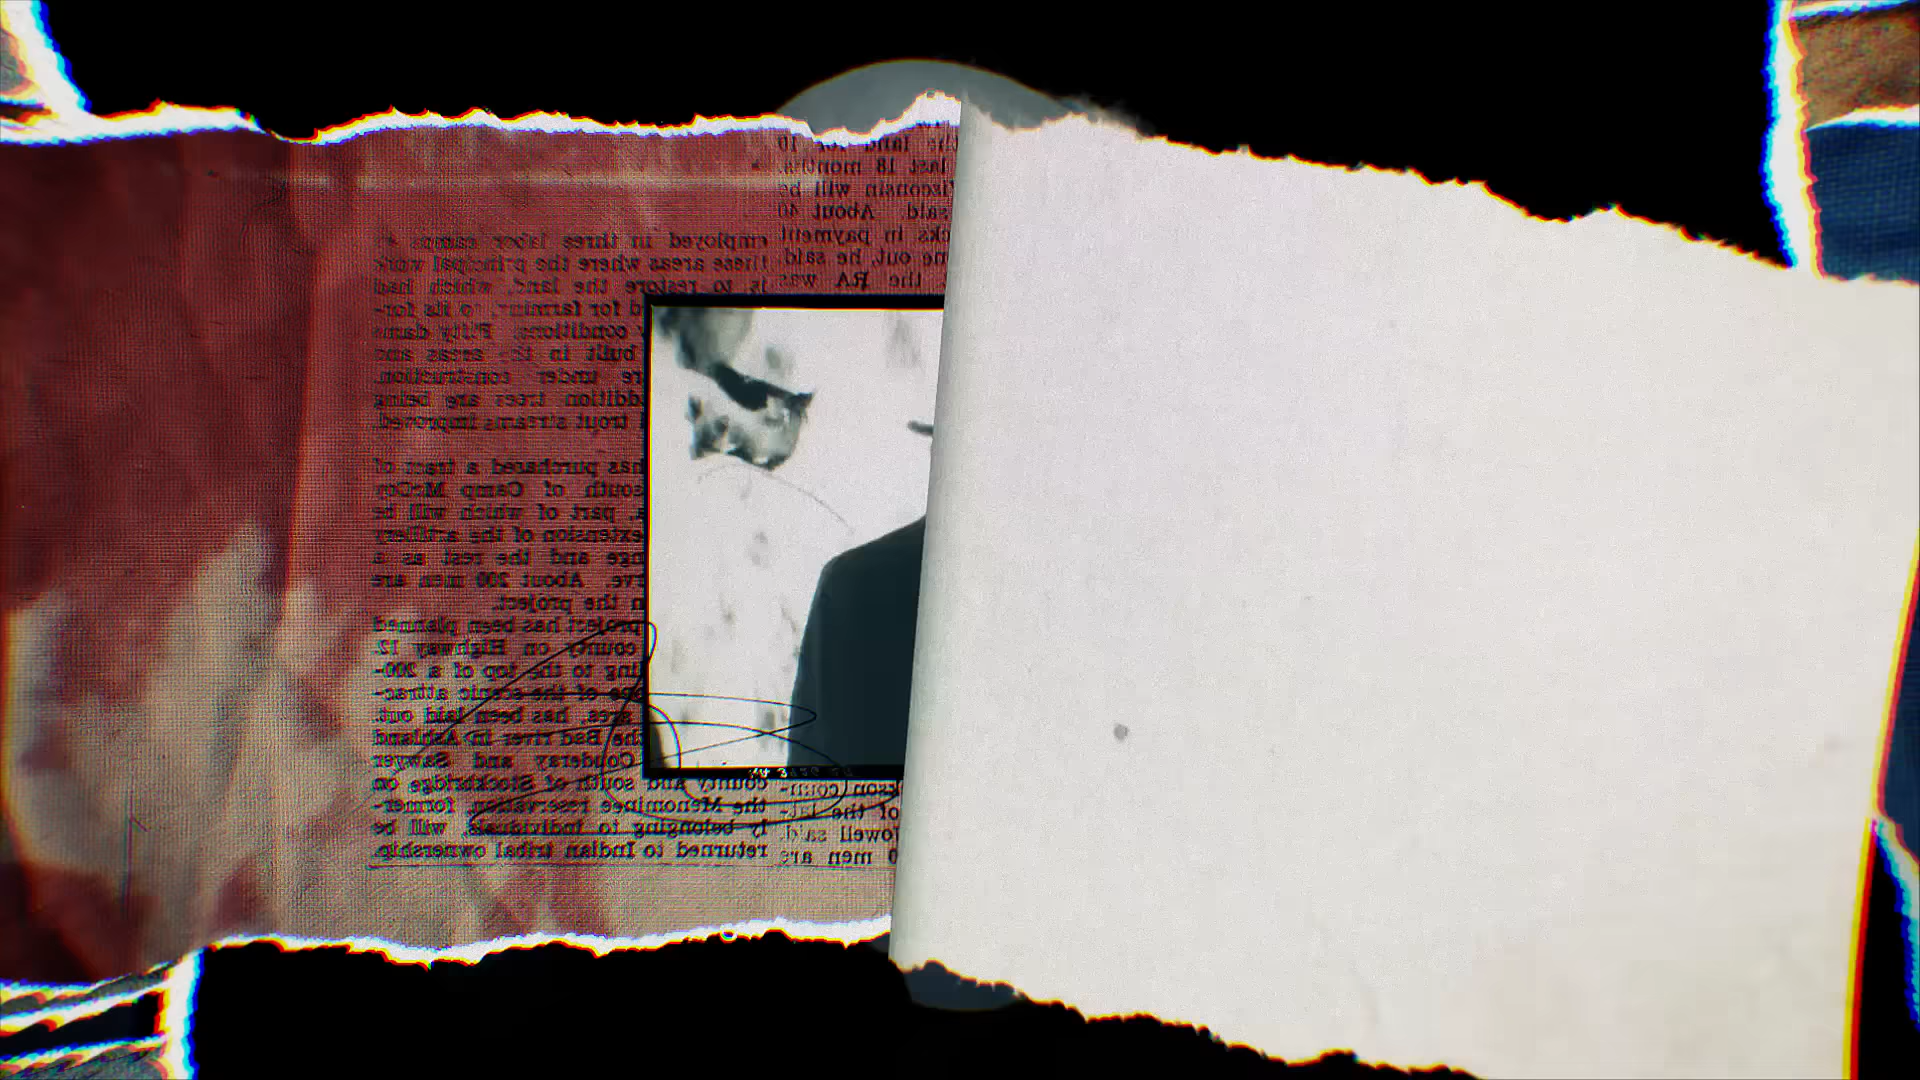 the land for 10
last 18 months.
will be
said. About 40
in payment
out, he said.
the RA was
coun-
of the
said.
men are
employed in three labor camps
these areas where the principal work
is to restore the land, which had
for farming, to its for-
conditions. Fifty dams
built in the areas and
under construction.
trees are being
trout streams improved.
has purchased a tract of
south of Camp McCoy
part of which will be
extension of the artillery
and the rest as a
About 200 men are
the project.
project has been planned
county on Highway 12
to the top of a 200-
of the scenic attrac-
area, has been laid out
the Bad river in Ashland
Couderay and Sawyer
county and south of Stockbridge on
the Menominee reservation former-
ly belonging to individuals, will be
returned to Indian tribal ownership.